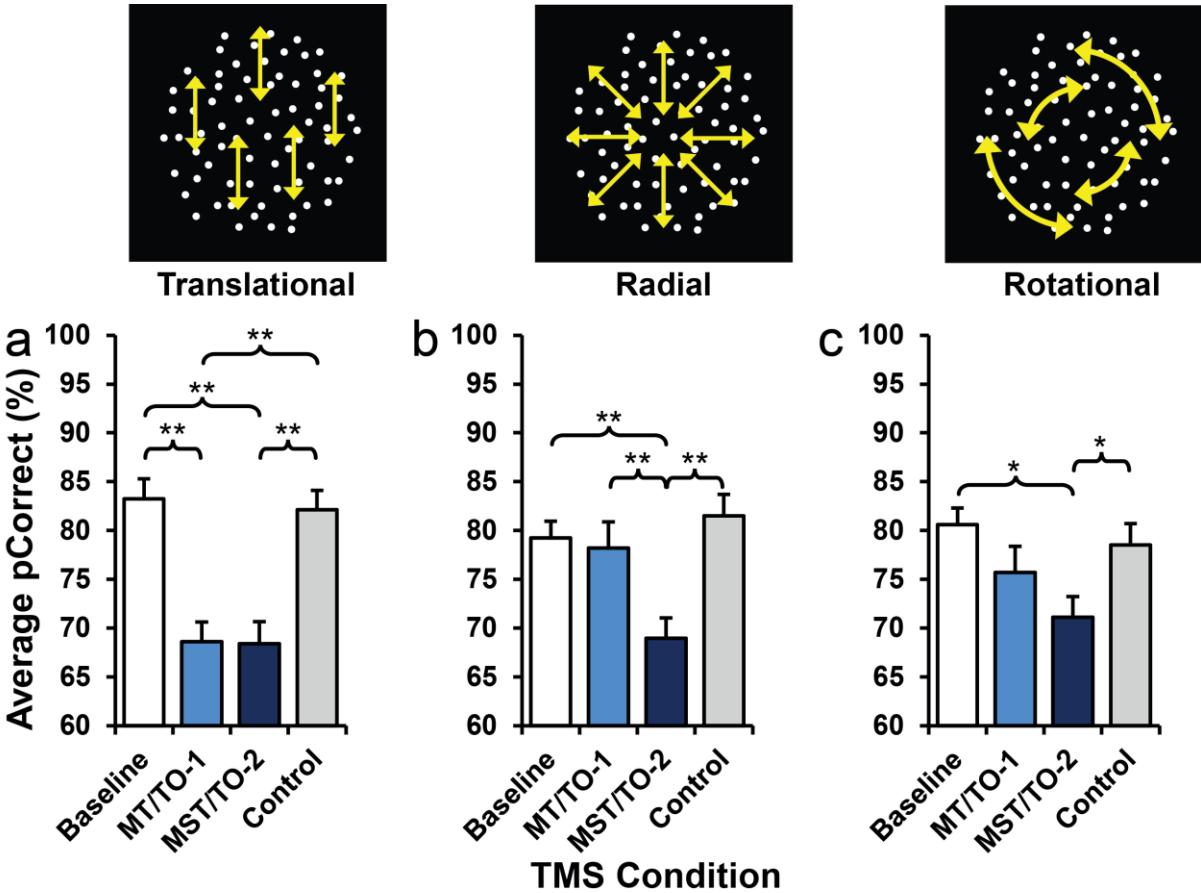 Translational Radial Rotational
a b c
Average pCorrect (%)
100 100 100
95 95 95
90 90 90
85 85 85
80 80 80
75 75 75
70 70 70
65 65 65
60 60 60
** ** ** **
** ** **
* *
Baseline MT/TO-1 MST/TO-2 Control
Baseline MT/TO-1 MST/TO-2 Control
Baseline MT/TO-1 MST/TO-2 Control
TMS Condition